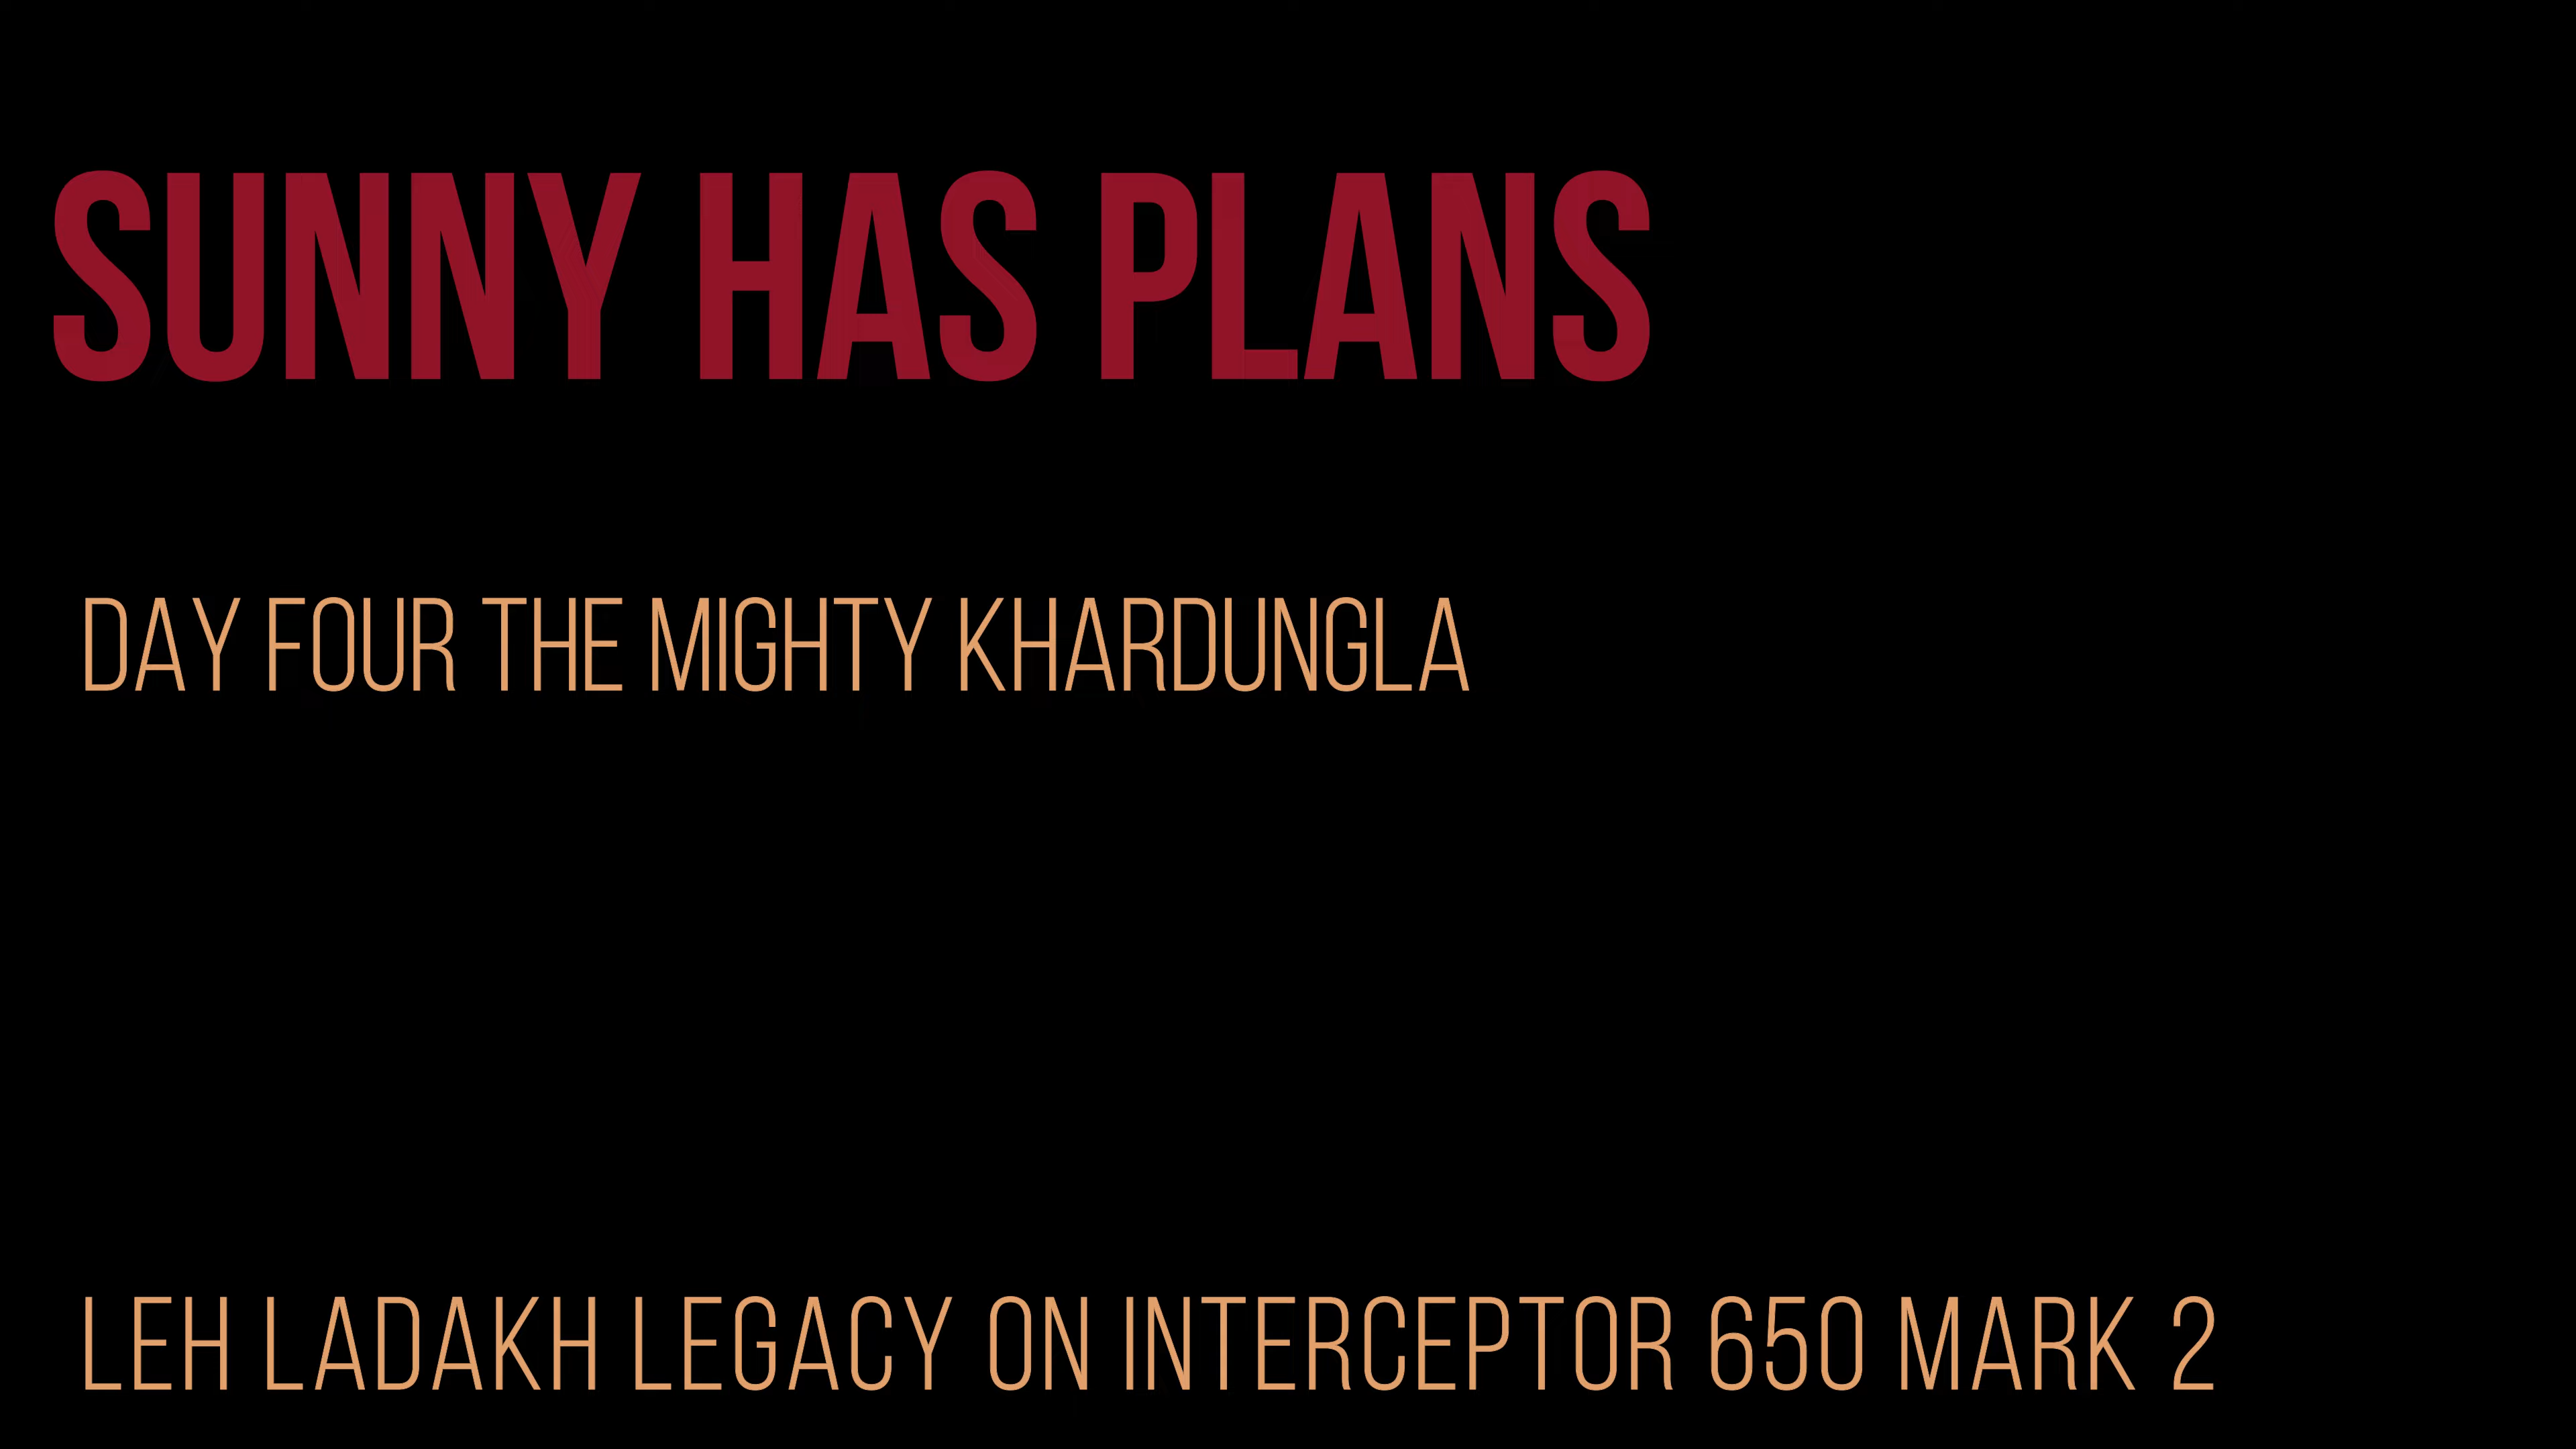 SUNNY HAS PLANS
DAY FOUR THE MIGHTY KHARDUNGLA
LEH LADAKH LEGACY ON INTERCEPTOR 650 MARK 2